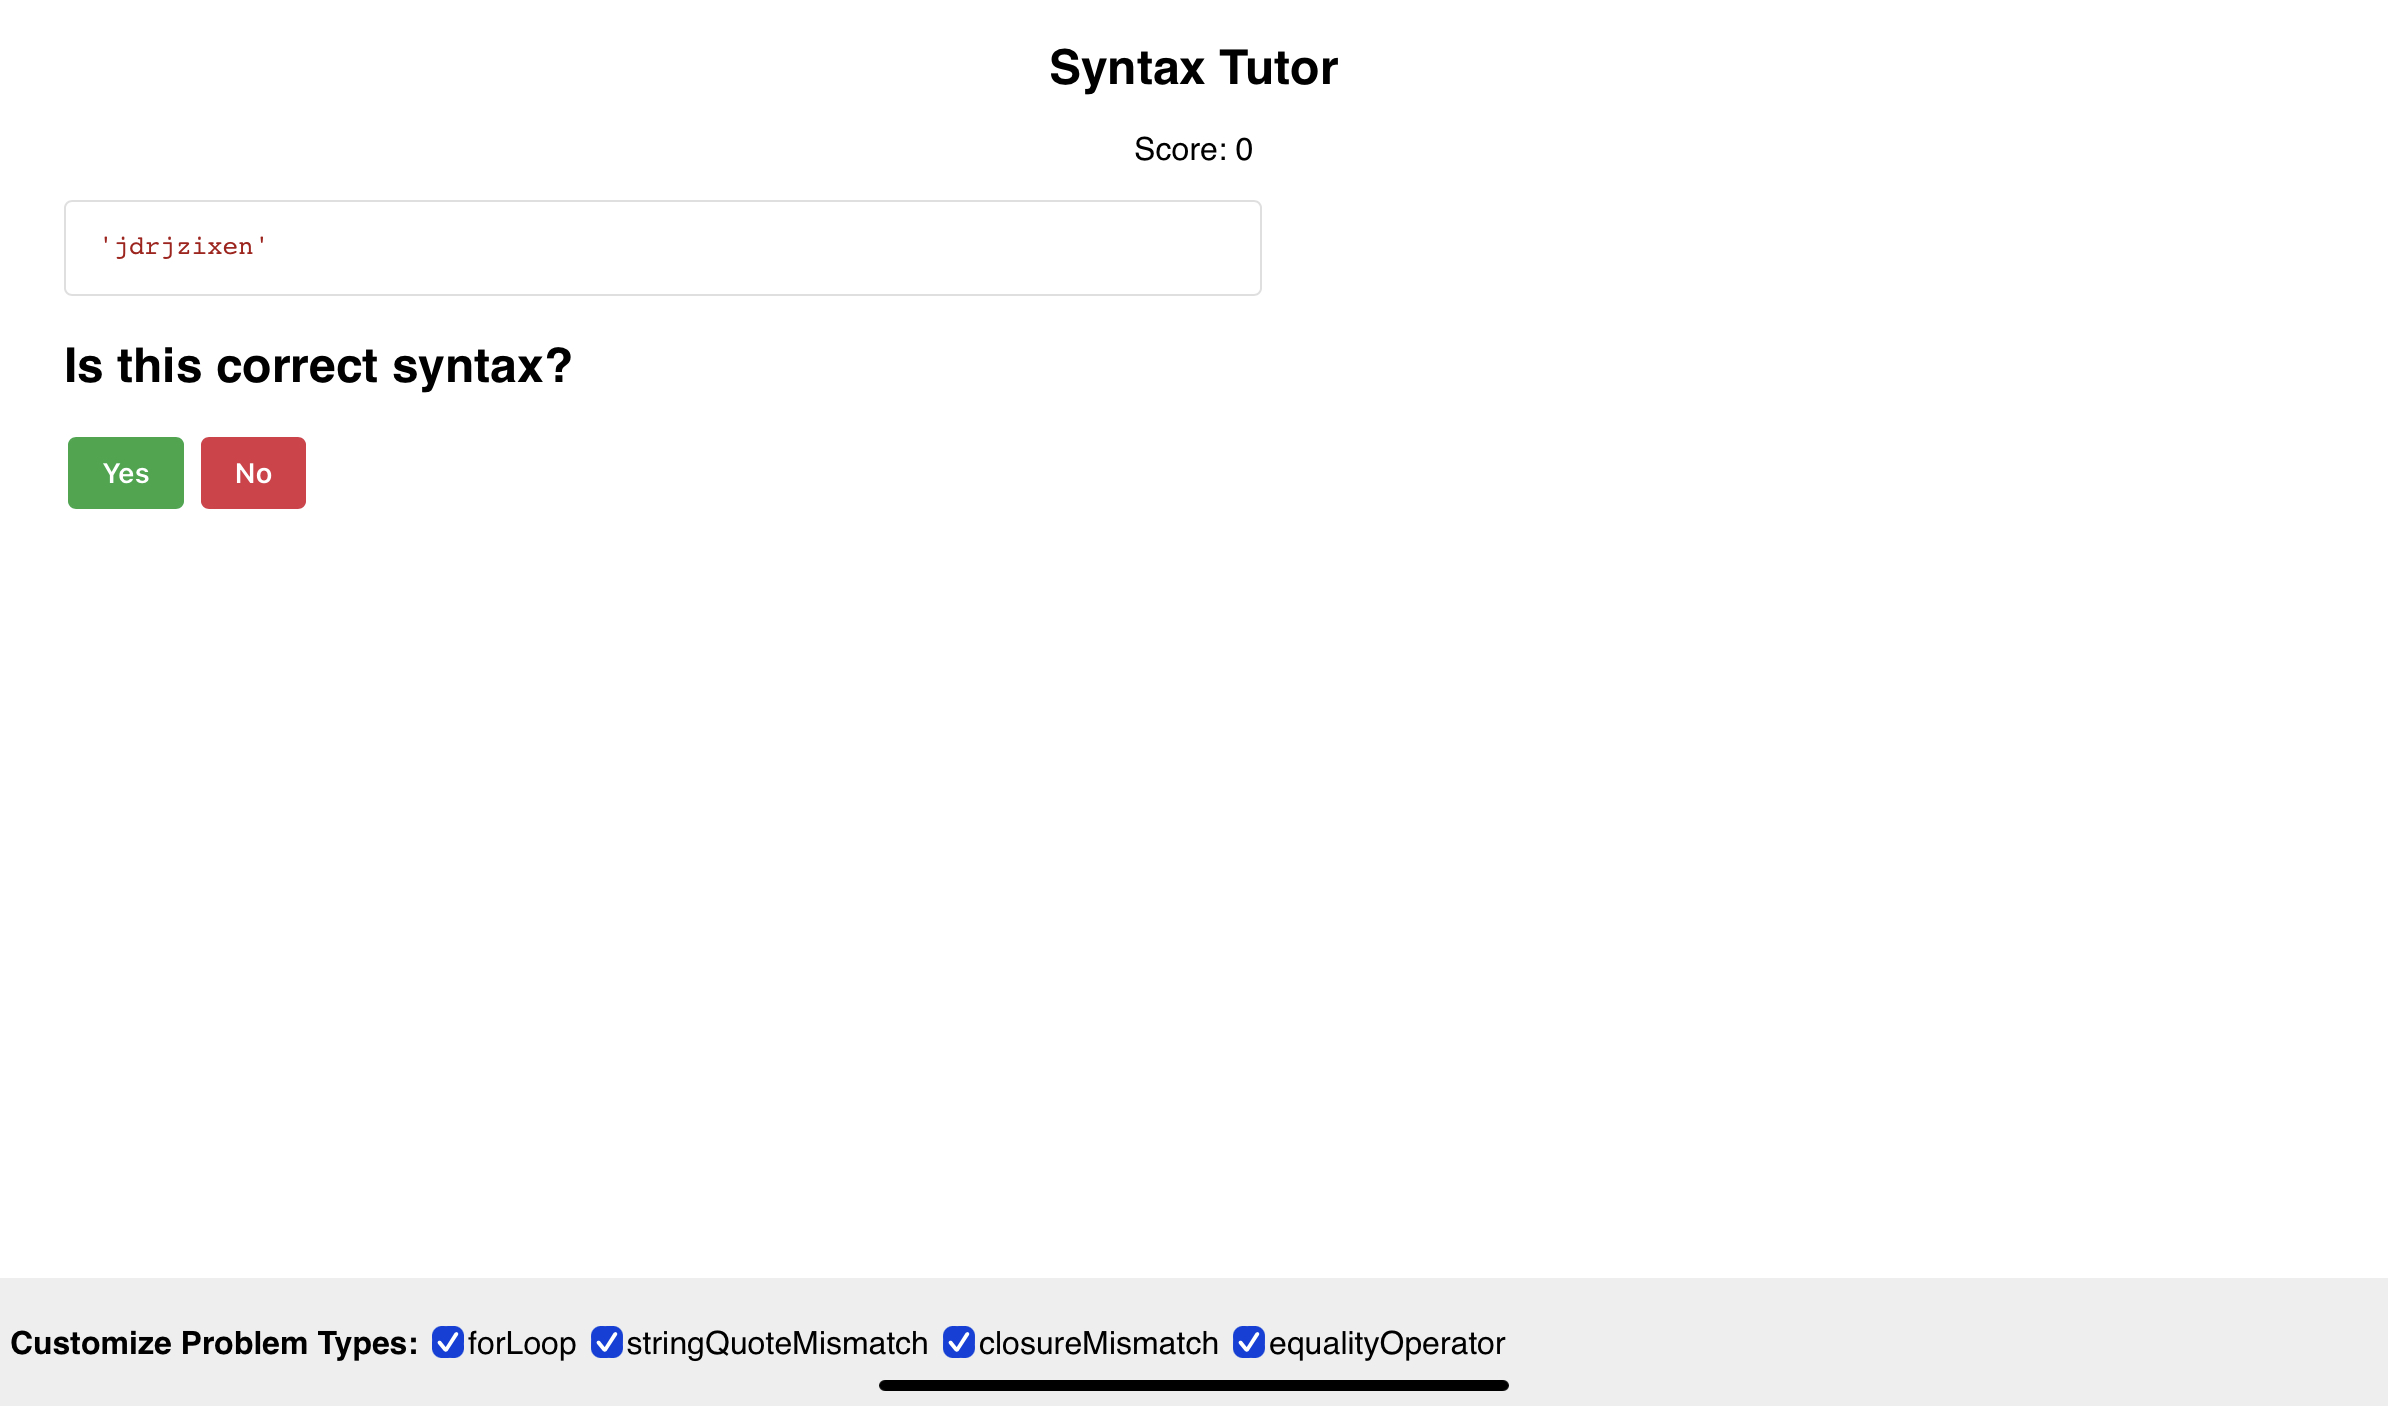 Syntax Tutor
Score: 0
'jdrjzixen'
Is this correct syntax?
Yes No
Customize Problem Types: forLoop stringQuoteMismatch closureMismatch equalityOperator